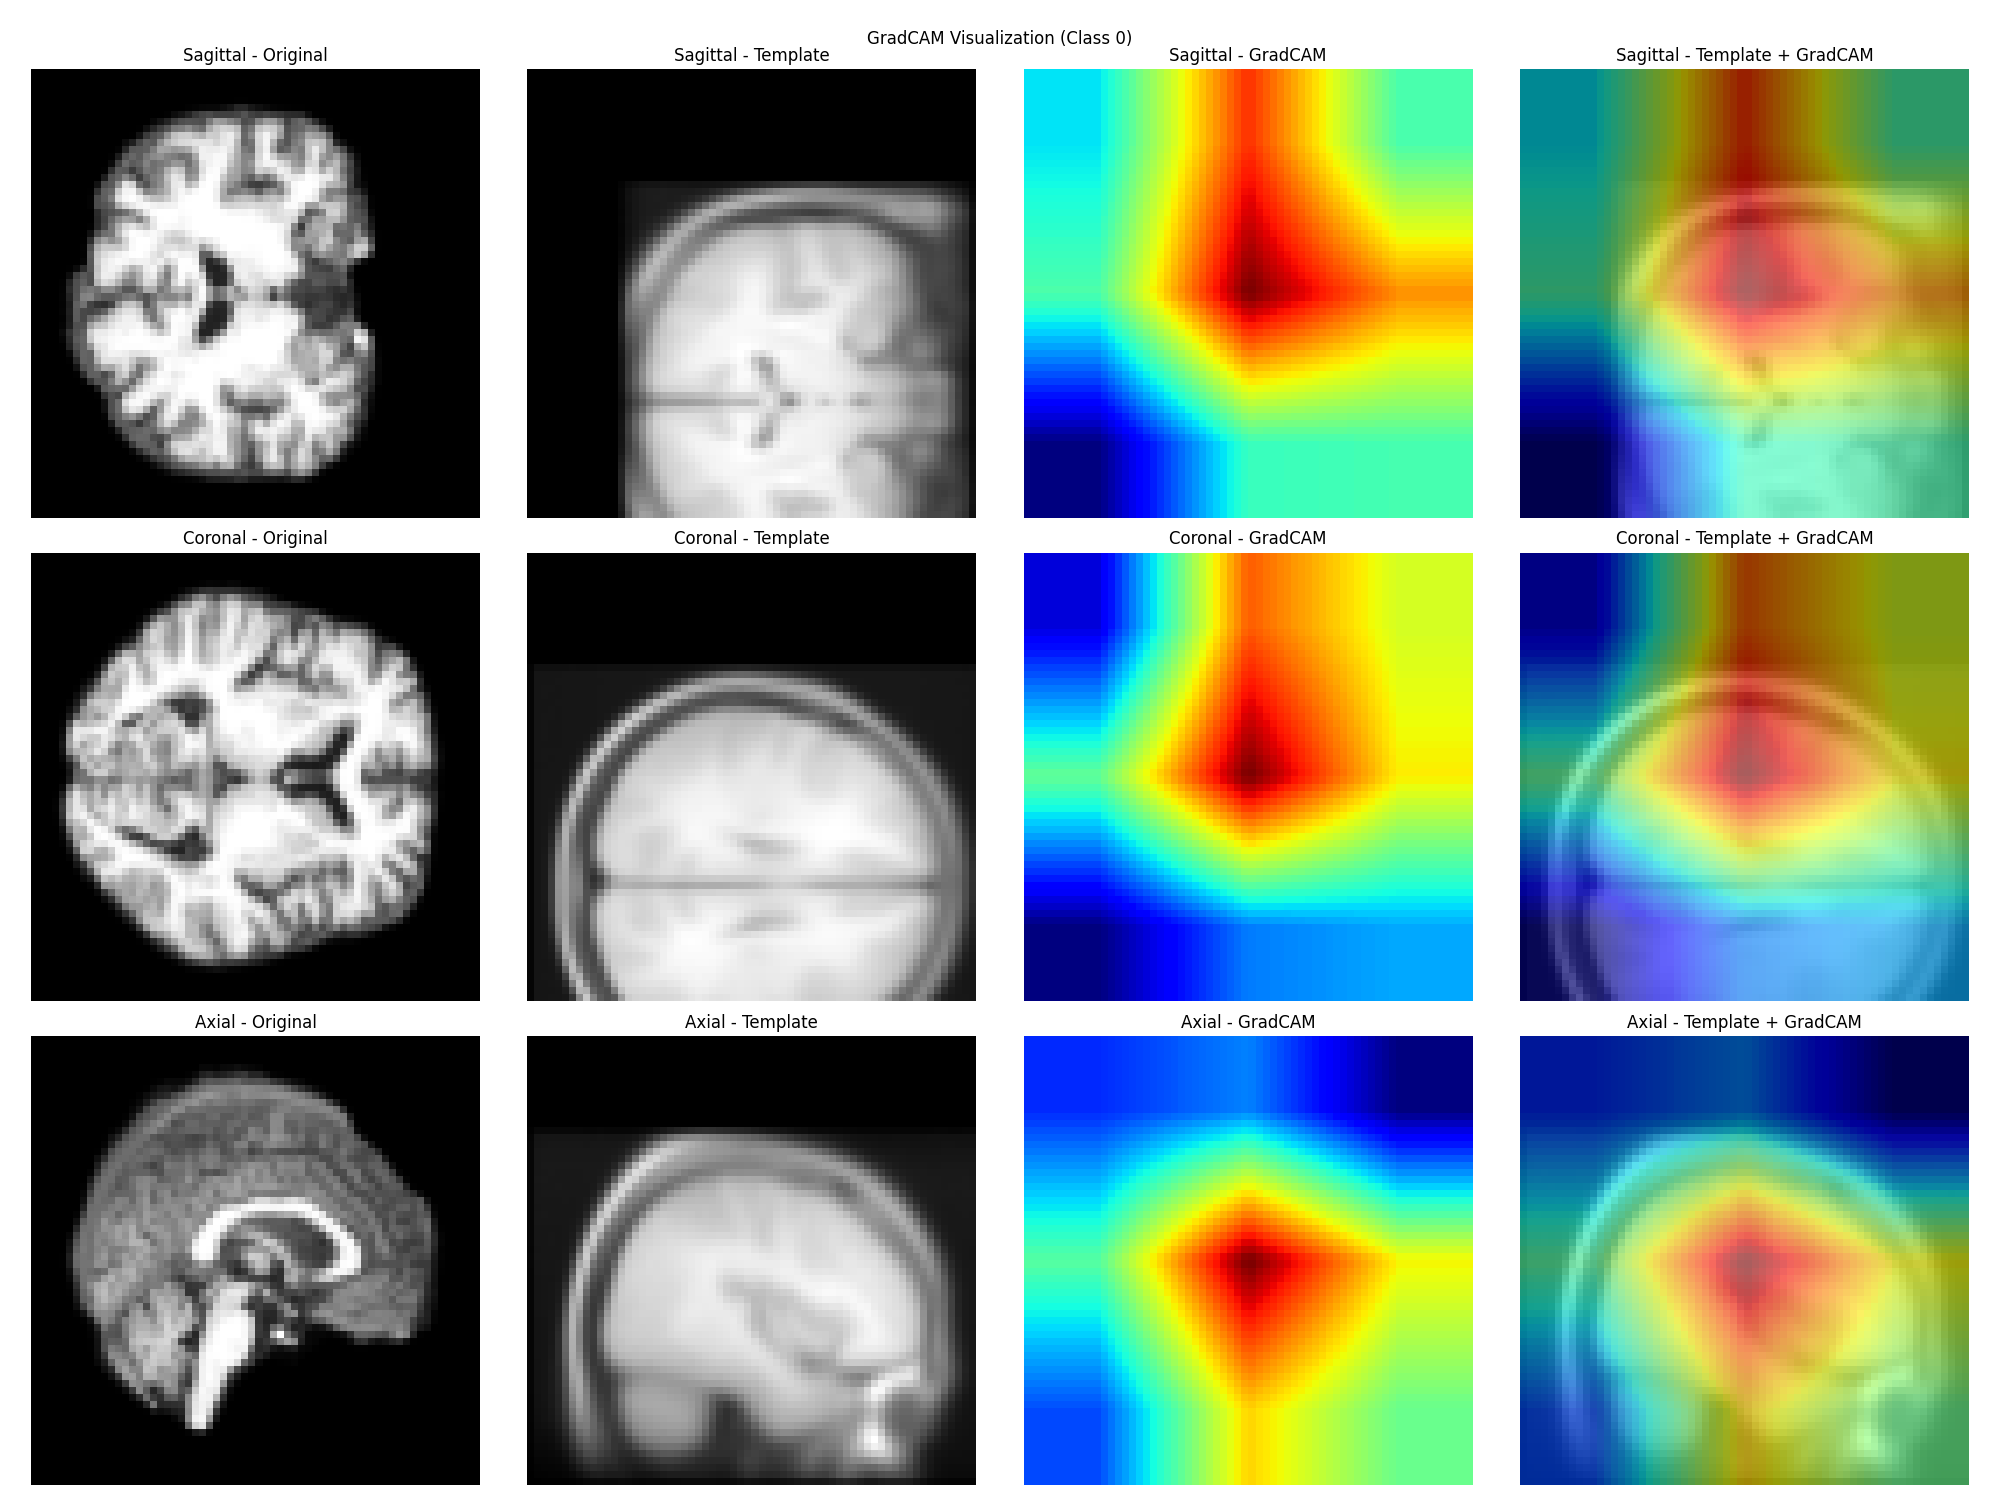 GradCAM Visualization (Class 0)
Sagittal - Original
Sagittal - Template
Sagittal - GradCAM
Sagittal - Template + GradCAM
Coronal - Original
Coronal - Template
Coronal - GradCAM
Coronal - Template + GradCAM
Axial - Original
Axial - Template
Axial - GradCAM
Axial - Template + GradCAM